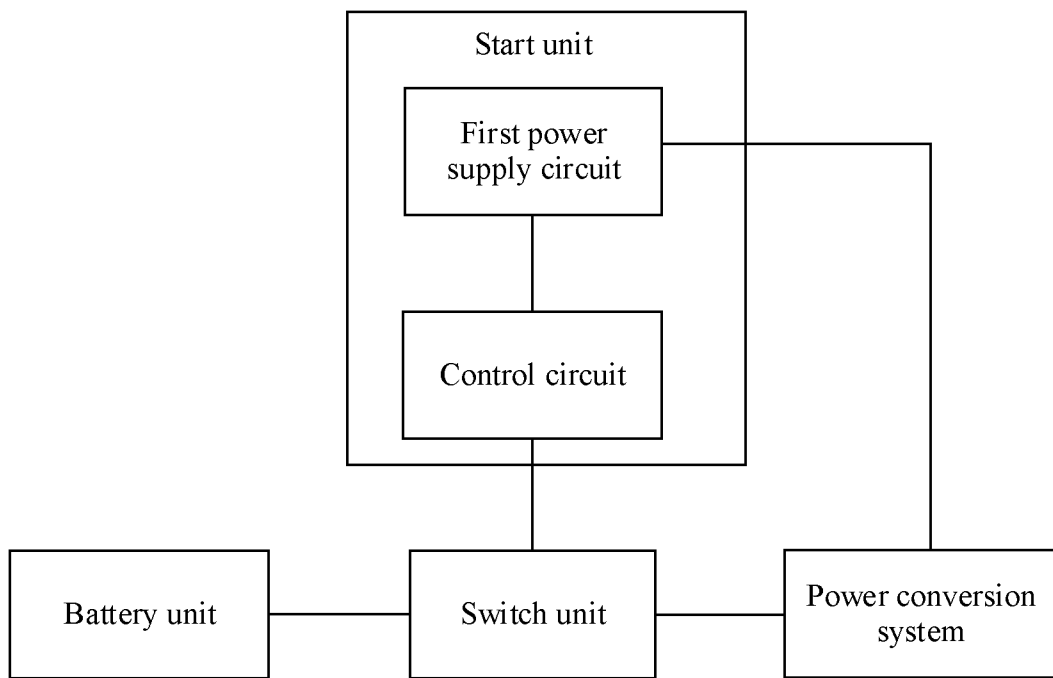 Start unit
First power
supply circuit
Control circuit
Battery unit
Switch unit
Power conversion
system